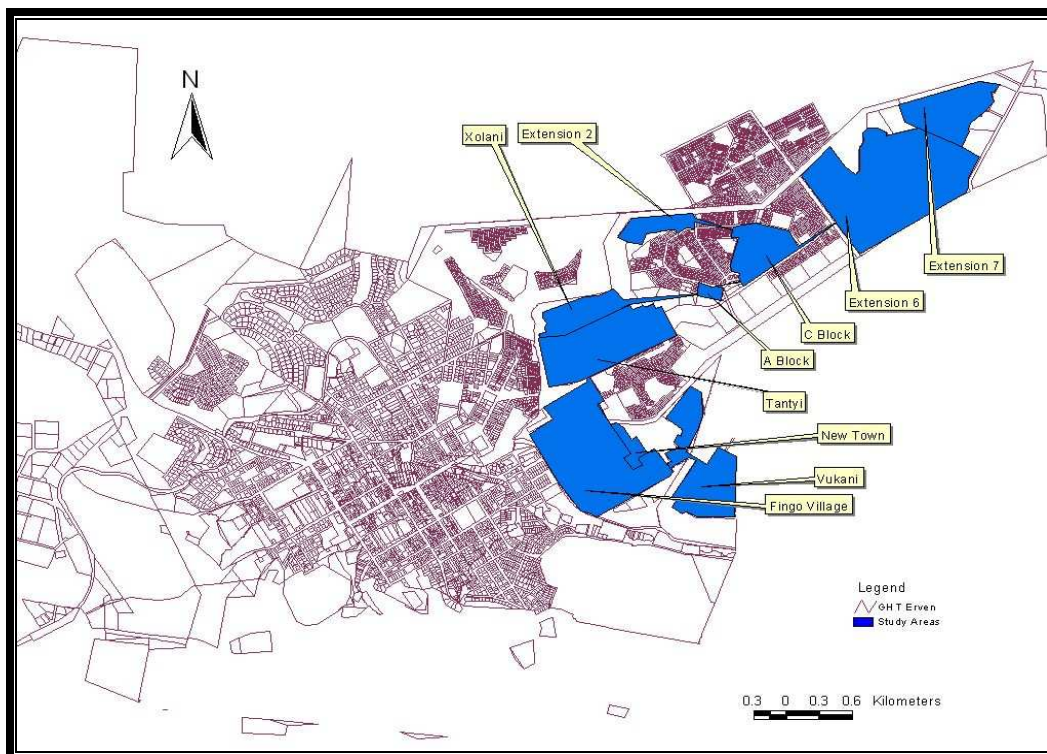 N
Xolani
Extension 2
Extension 7
Extension 6
C Block
A Block
Tantyi
New Town
Vukani
Fingo Village
Legend
GHT Erven
Study Areas
0.3 0 0.3 0.6 Kilometers